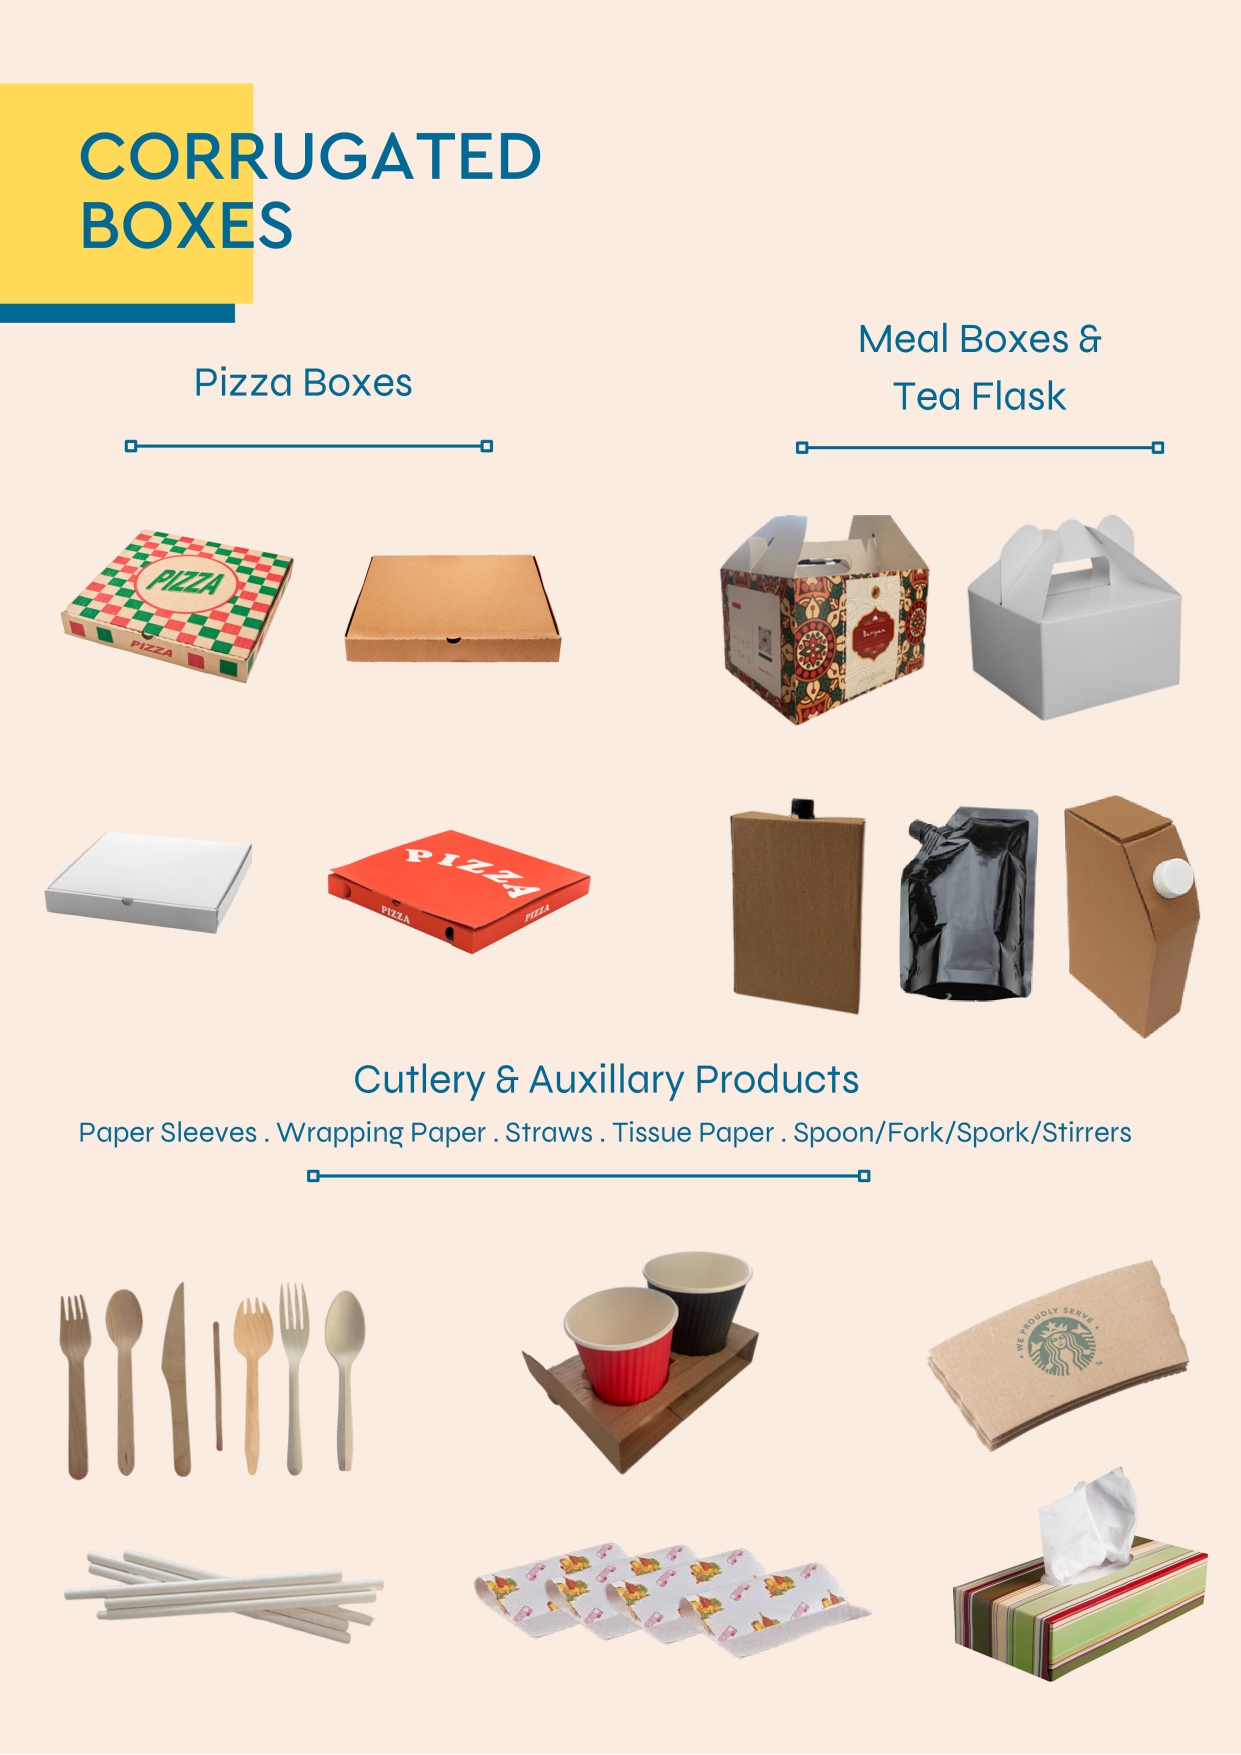 CORRUGATED
BOXES
Pizza Boxes
Meal Boxes &
Tea Flask
PIZZA
PIZZA
PIZZA
PIZZA
PIZZA
Cutlery & Auxillary Products
Paper Sleeves . Wrapping Paper . Straws . Tissue Paper . Spoon/Fork/Spork/Stirrers
WE PROUDLY SERVE